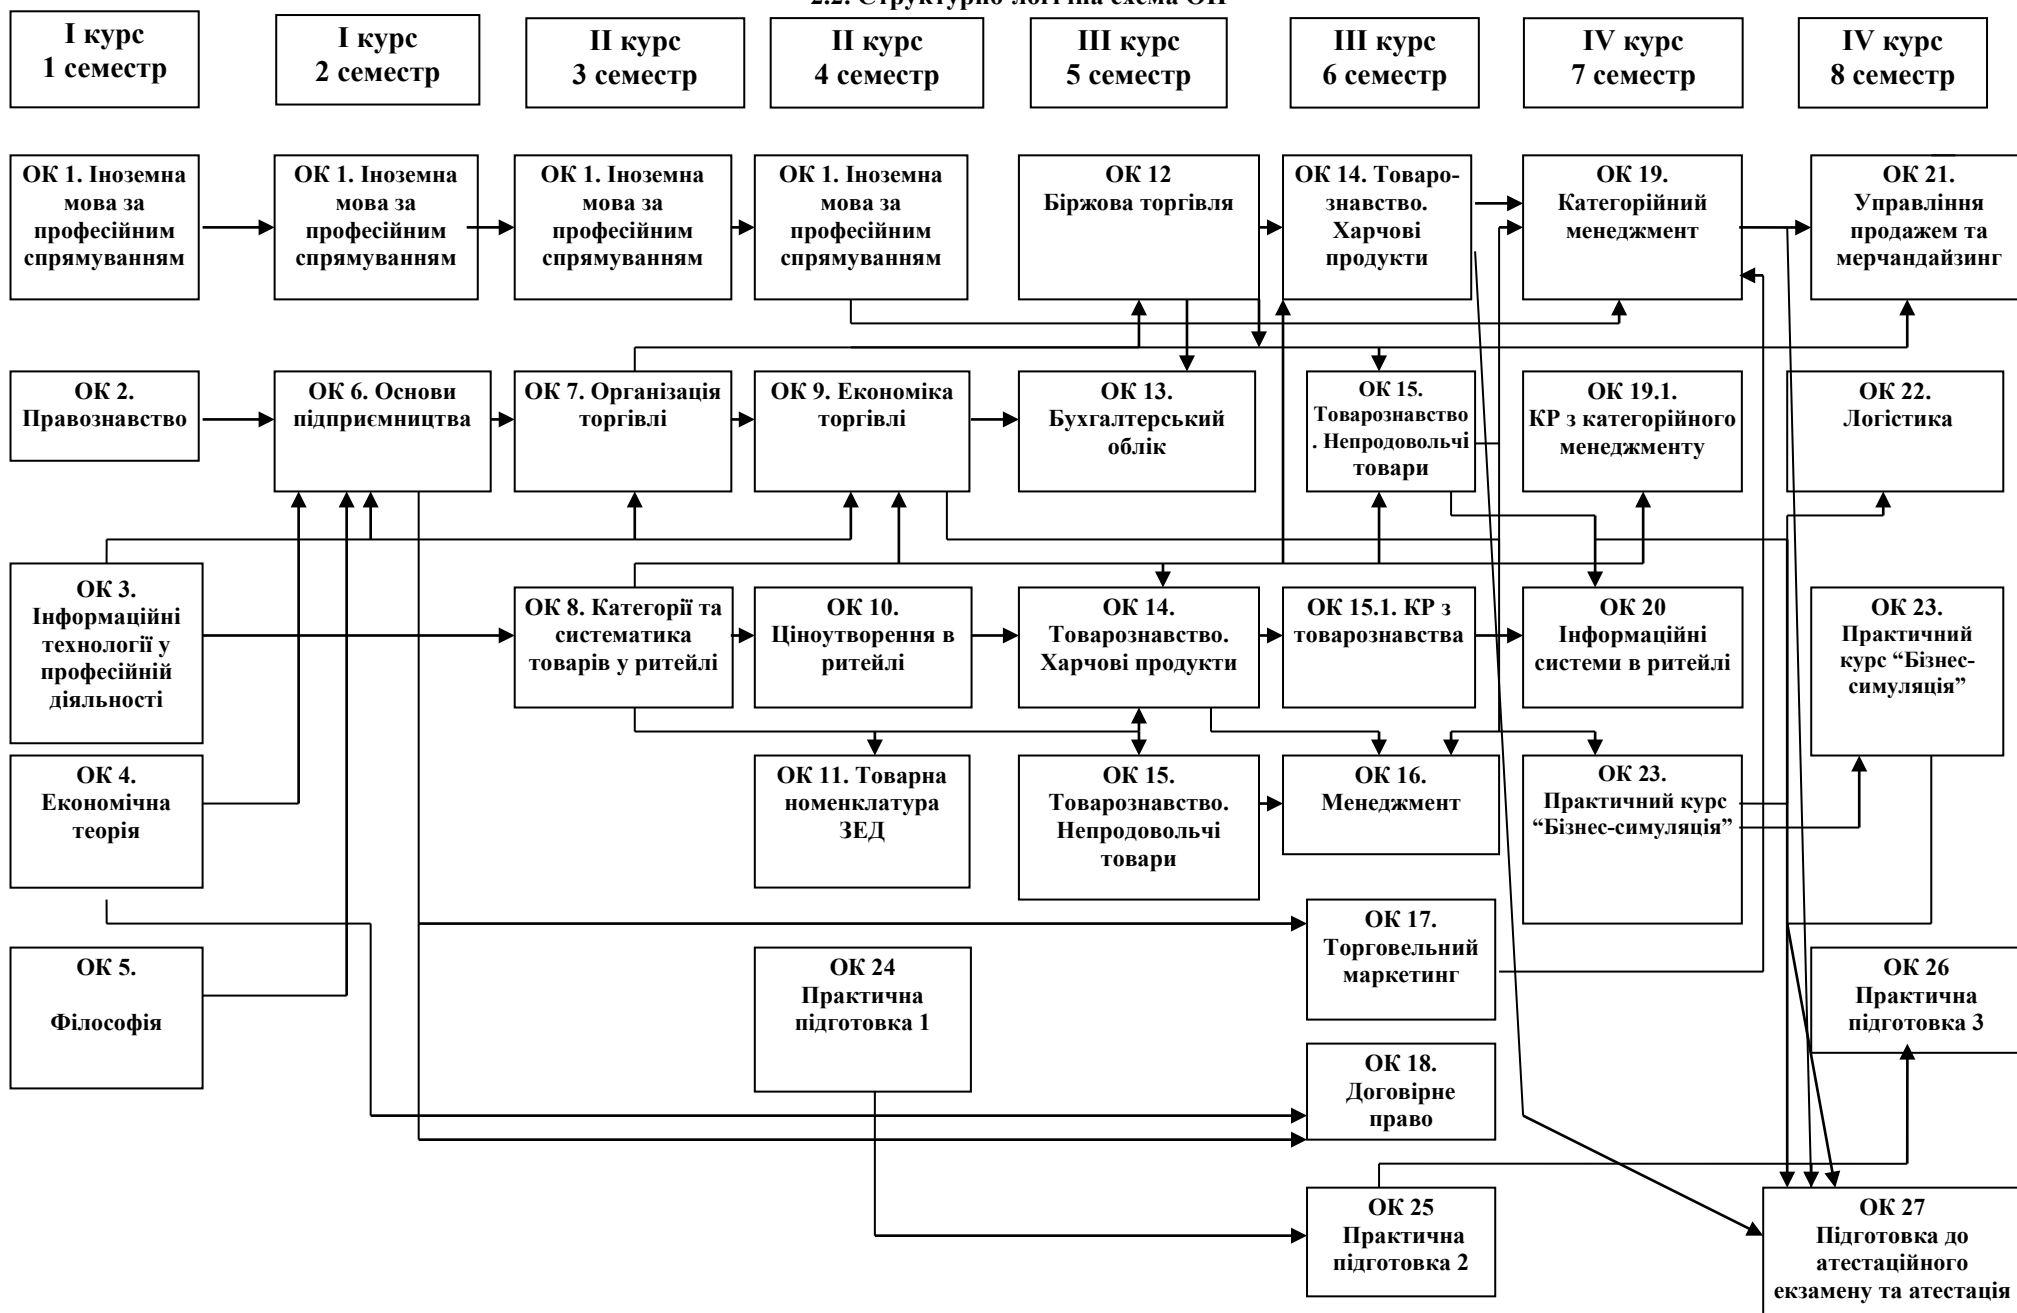 2.2. Структурно-логічна схема ОП
I курс
1 семестр
I курс
2 семестр
II курс
3 семестр
II курс
4 семестр
III курс
5 семестр
III курс
6 семестр
IV курс
7 семестр
IV курс
8 семестр
ОК 1. Іноземна
мова за
професійним
спрямуванням
ОК 1. Іноземна
мова за
професійним
спрямуванням
ОК 1. Іноземна
мова за
професійним
спрямуванням
ОК 1. Іноземна
мова за
професійним
спрямуванням
ОК 12
Біржова торгівля
ОК 14. Товаро-
знавство.
Харчові
продукти
ОК 19.
Категорійний
менеджмент
ОК 21.
Управління
продажем та
мерчандайзинг
ОК 2.
Правознавство
ОК 6. Основи
підприємництва
ОК 7. Організація
торгівлі
ОК 9. Економіка
торгівлі
ОК 13.
Бухгалтерський
облік
ОК 15.
Товарознавство
. Непродовольчі
товари
ОК 19.1.
КР з категорійного
менеджменту
ОК 22.
Логістика
ОК 3.
Інформаційні
технології у
професійній
діяльності
ОК 8. Категорії та
систематика
товарів у ритейлі
ОК 10.
Ціноутворення в
ритейлі
ОК 14.
Товарознавство.
Харчові продукти
ОК 15.1. КР з
товарознавства
ОК 20
Інформаційні
системи в ритейлі
ОК 23.
Практичний
курс “Бізнес-
симуляція”
ОК 4.
Економічна
теорія
ОК 11. Товарна
номенклатура
ЗЕД
ОК 15.
Товарознавство.
Непродовольчі
товари
ОК 16.
Менеджмент
ОК 23.
Практичний курс
“Бізнес-симуляція”
ОК 5.
Філософія
ОК 24
Практична
підготовка 1
ОК 17.
Торговельний
маркетинг
ОК 26
Практична
підготовка 3
ОК 18.
Договірне
право
ОК 25
Практична
підготовка 2
ОК 27
Підготовка до
атестаційного
екзамену та атестація